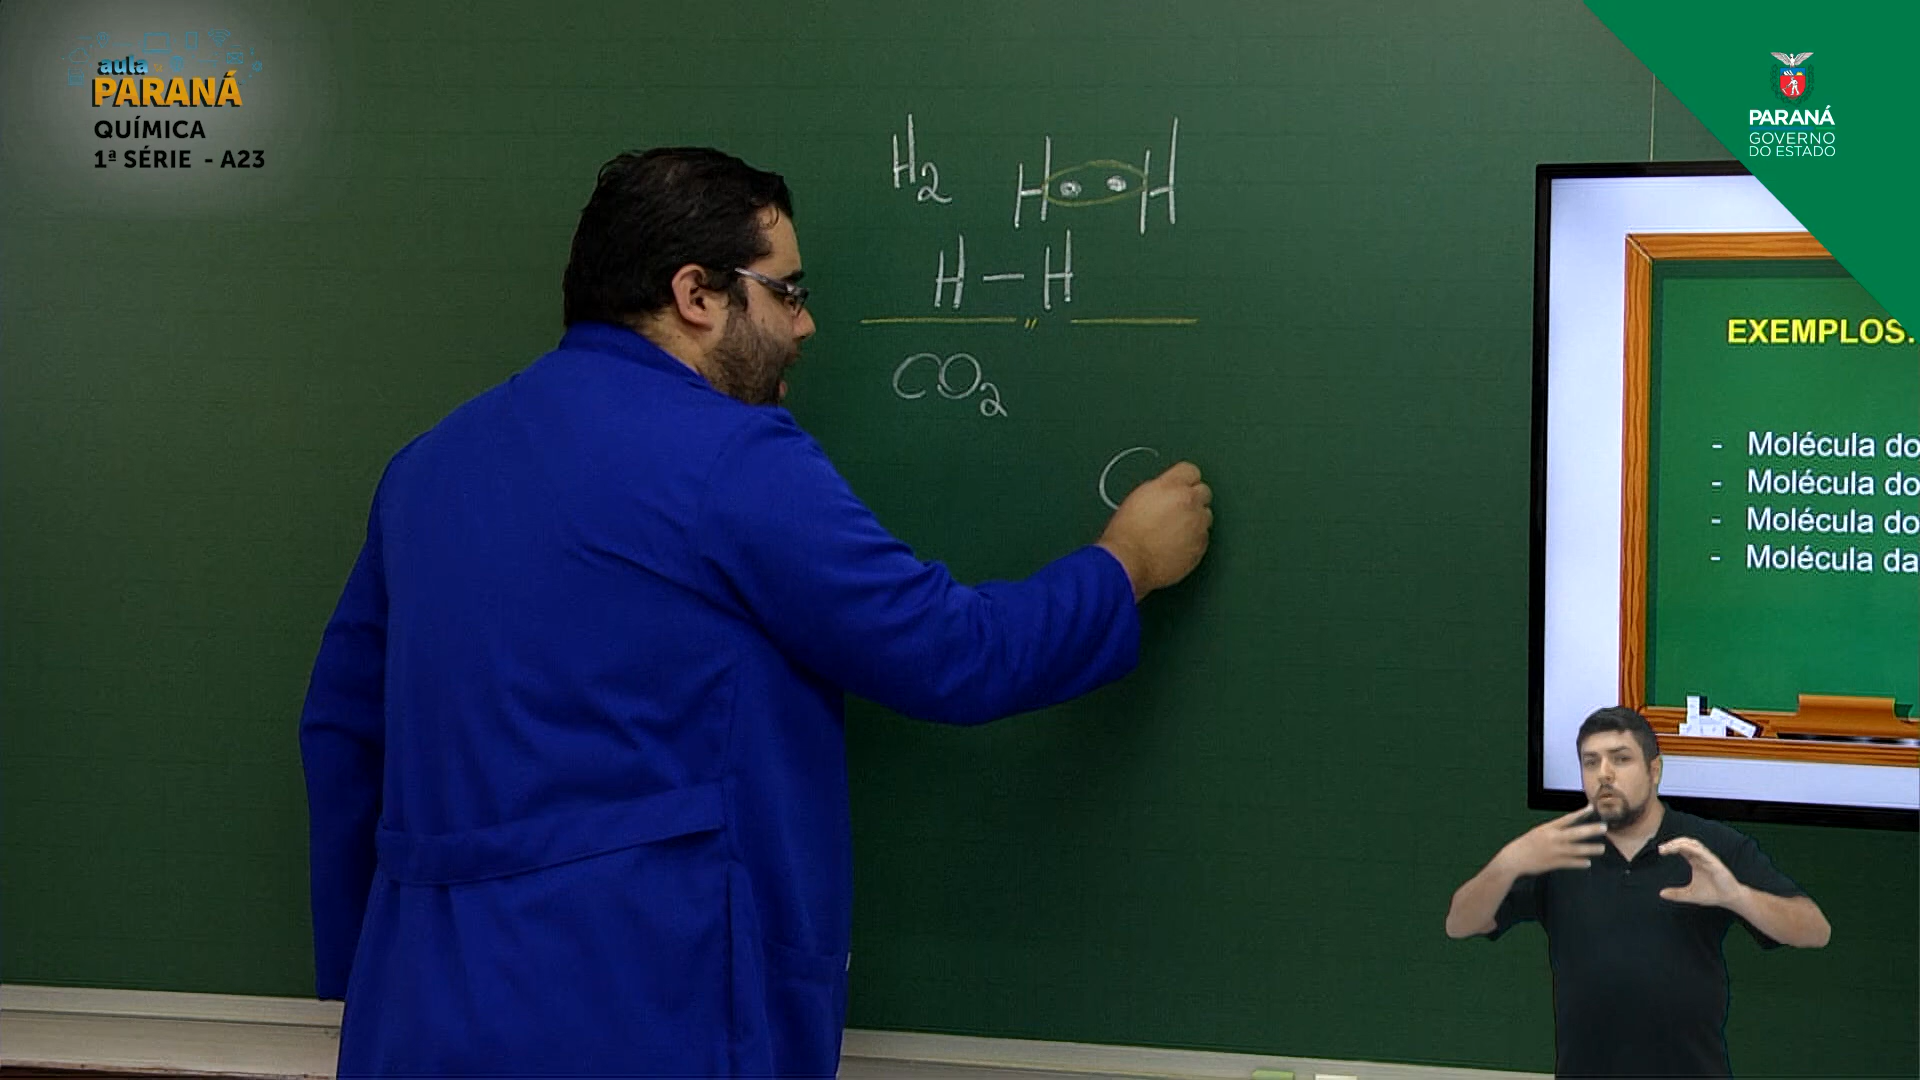 aula
PARANÁ
QUÍMICA
1ª SÉRIE - A23
H2
H • • H
H — H
CO2
C
PARANÁ
GOVERNO
DO ESTADO
EXEMPLOS.
- Molécula do
- Molécula do
- Molécula do
- Molécula da